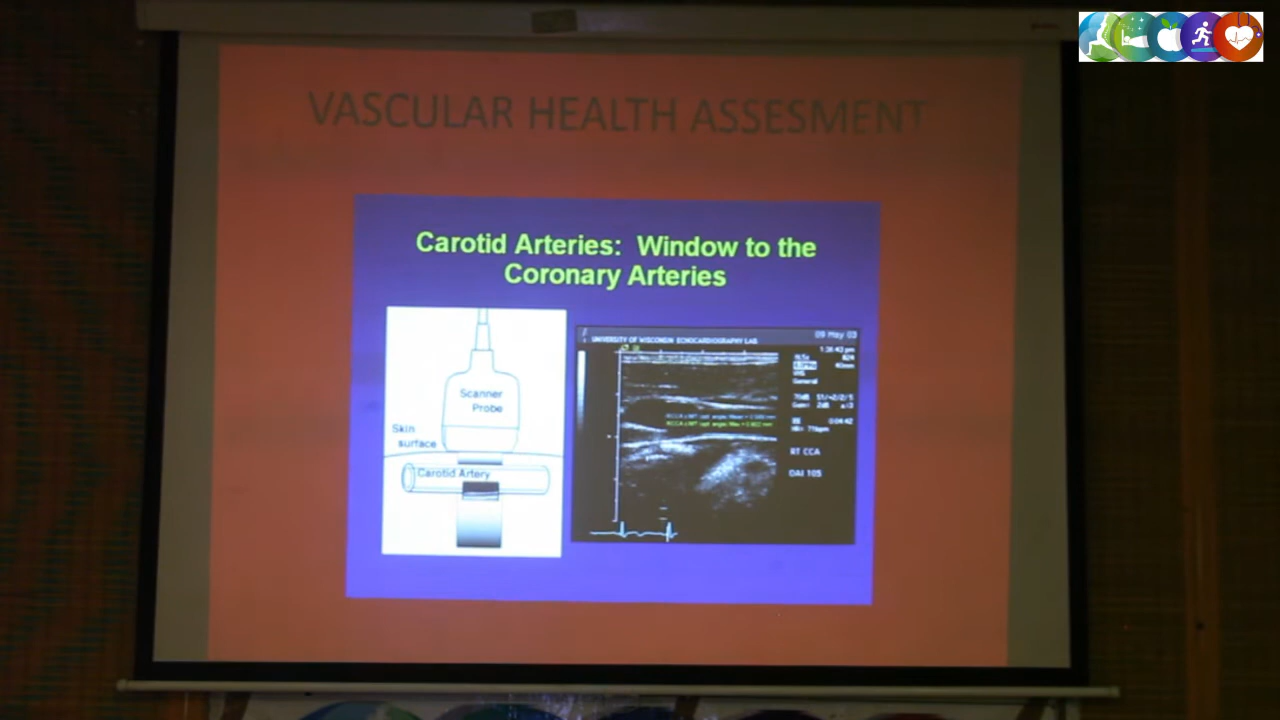 VASCULAR HEALTH ASSESMENT
Carotid Arteries: Window to the
Coronary Arteries
Scanner
Probe
Skin
surface
Carotid Artery
09 May 03
UNIVERSITY OF WISCONSIN ECHOCARDIOGRAPHY LAB
General
RT CCA